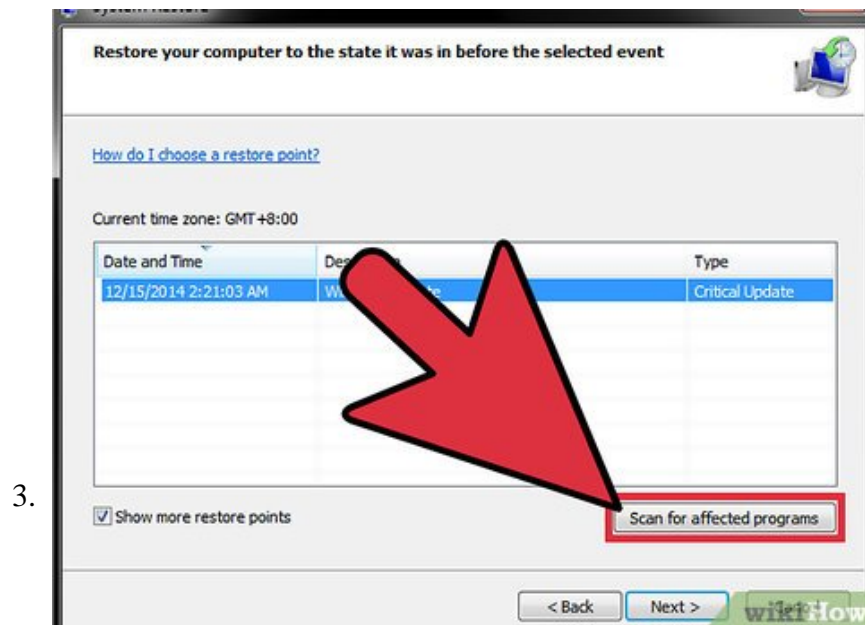 Restore your computer to the state it was in before the selected event
How do I choose a restore point?
Current time zone: GMT+8:00
Date and Time Type
12/15/2014 2:21:03 AM Critical Update
3.
Show more restore points Scan for affected programs
< Back Next >
wikiHow